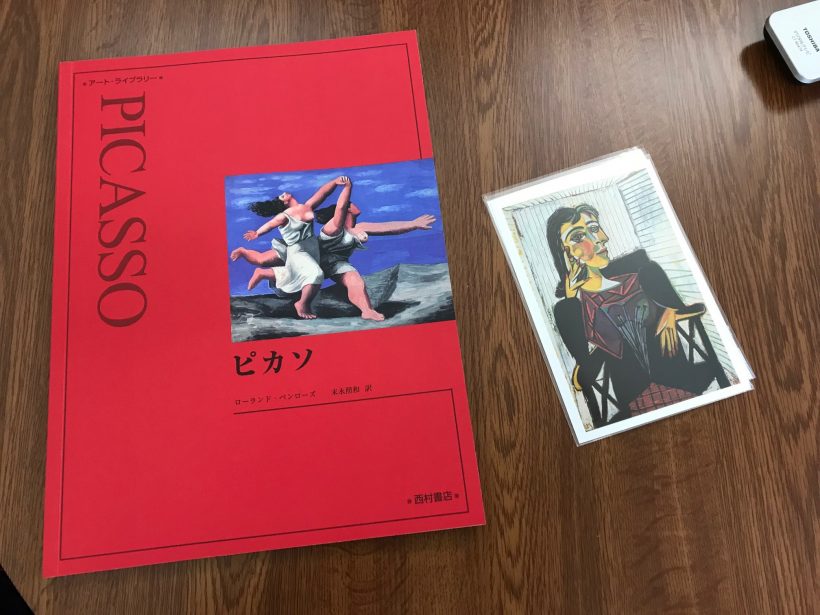 アート・ライブラリー
PICASSO
ピカソ
ローランド・ペンローズ　末永照和 訳
西村書店
TOSHIBA